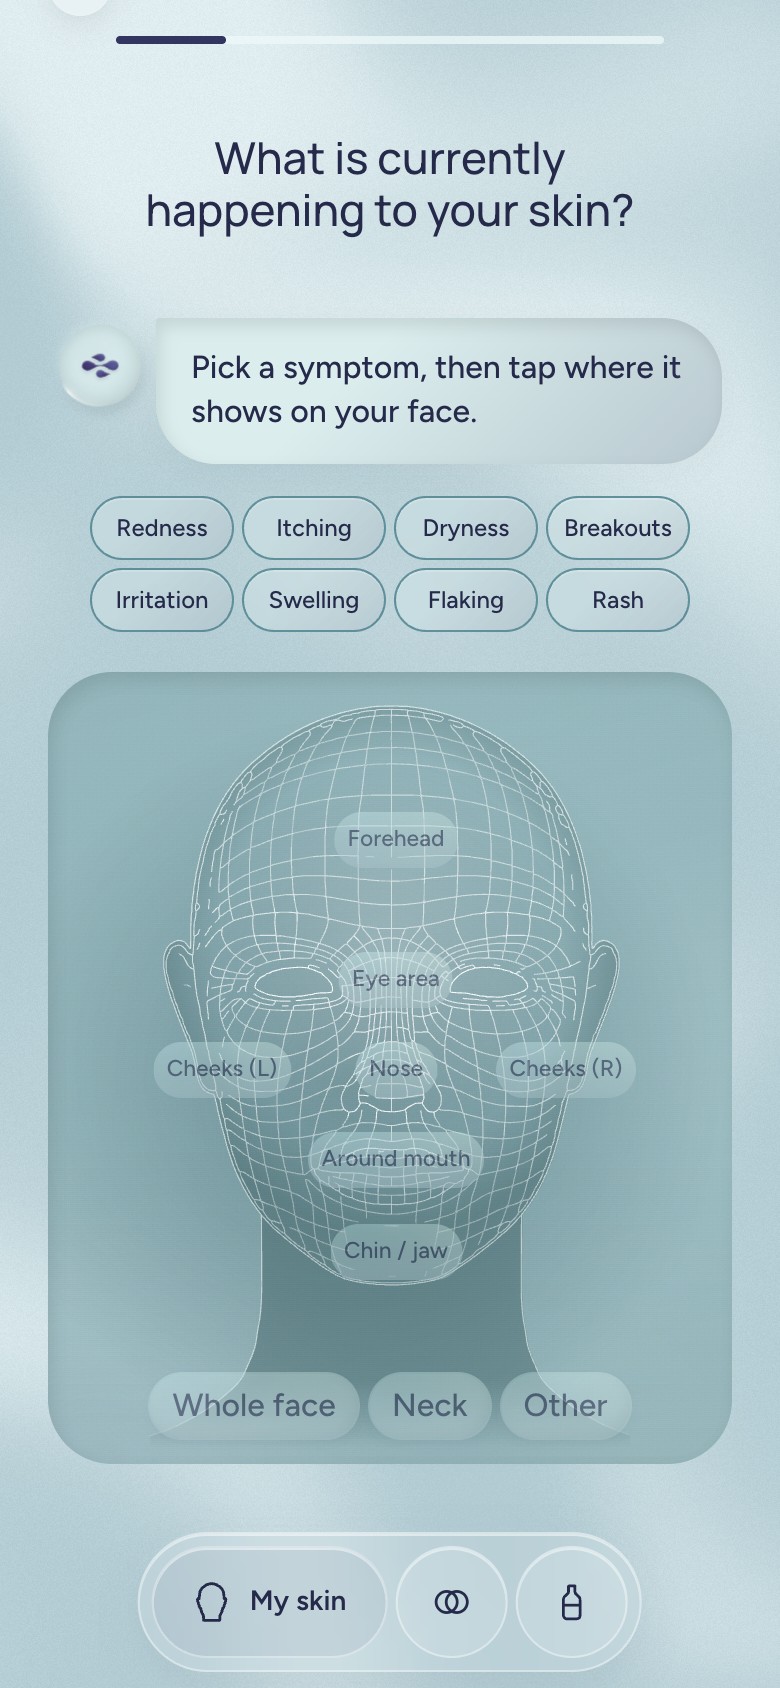 What is currently
happening to your skin?
Pick a symptom, then tap where it
shows on your face.
Redness
Itching
Dryness
Breakouts
Irritation
Swelling
Flaking
Rash
Forehead
Eye area
Cheeks (L)
Nose
Cheeks (R)
Around mouth
Chin / jaw
Whole face
Neck
Other
My skin